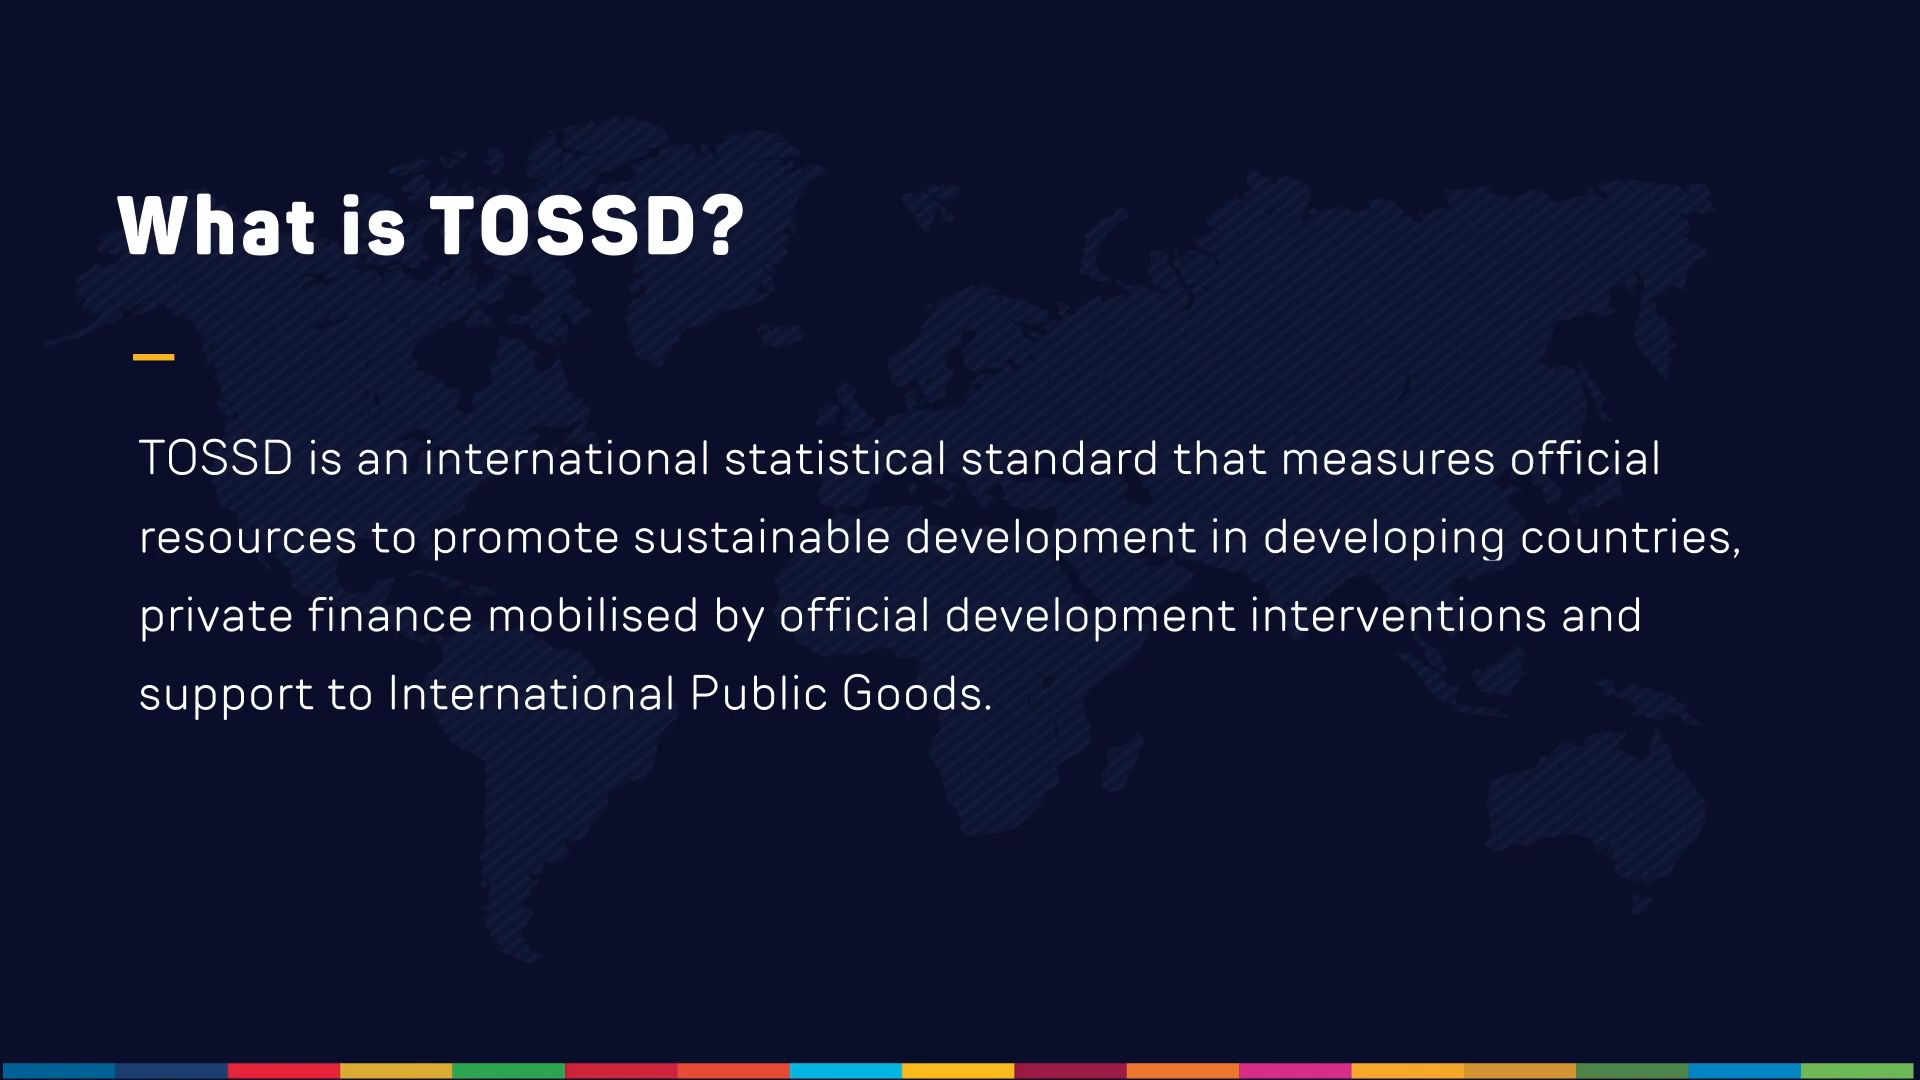 What is TOSSD?
TOSSD is an international statistical standard that measures official
resources to promote sustainable development in developing countries,
private finance mobilised by official development interventions and
support to International Public Goods.